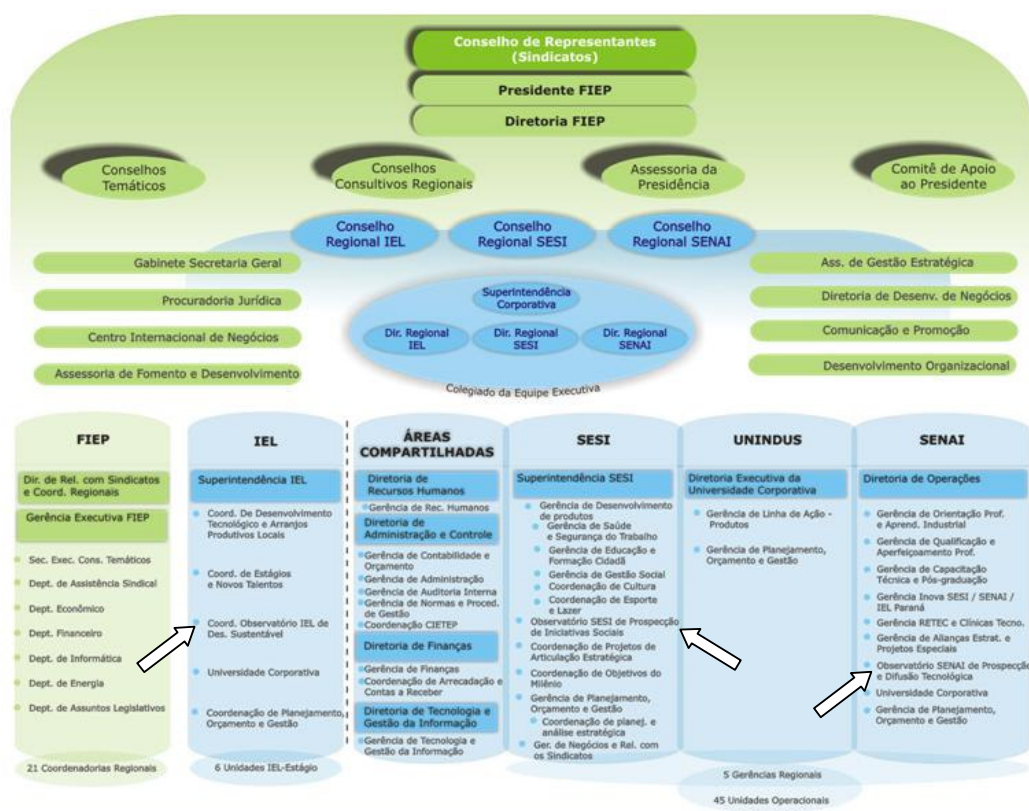 Conselho de Representantes
(Sindicatos)
Presidente FIEP
Diretoria FIEP
Conselhos
Temáticos
Conselhos
Consultivos Regionais
Assessoria da
Presidência
Comitê de Apoio
ao Presidente
Conselho
Regional IEL
Conselho
Regional SESI
Conselho
Regional SENAI
Gabinete Secretaria Geral
Procuradoria Jurídica
Centro Internacional de Negócios
Assessoria de Fomento e Desenvolvimento
Superintendência
Corporativa
Dir. Regional
IEL
Dir. Regional
SESI
Dir. Regional
SENAI
Colegiado da Equipe Executiva
Ass. de Gestão Estratégica
Diretoria de Desenv. de Negócios
Comunicação e Promoção
Desenvolvimento Organizacional
FIEP
Dir. de Rel. com Sindicatos
e Coord. Regionais
Gerência Executiva FIEP
Sec. Exec. Cons. Temáticos
Dept. de Assistência Sindical
Dept. Econômico
Dept. Financeiro
Dept. de Informática
Dept. de Energia
Dept. de Assuntos Legislativos
21 Coordenadorias Regionais
IEL
Superintendência IEL
Coord. De Desenvolvimento
Tecnológico e Arranjos
Produtivos Locais
Coord. de Estágios
e Novos Talentos
Coord. Observatório IEL de
Des. Sustentável
Universidade Corporativa
Coordenação de Planejamento,
Orçamento e Gestão
6 Unidades IEL-Estágio
ÁREAS
COMPARTILHADAS
Diretoria de
Recursos Humanos
Gerência de Rec. Humanos
Diretoria de
Administração e Controle
Gerência de Contabilidade e
Orçamento
Gerência de Administração
Gerência de Auditoria Interna
Gerência de Normas e Proced.
de Gestão
Coordenação CIETEP
Diretoria de Finanças
Gerência de Finanças
Coordenação de Arrecadação e
Contas a Receber
Diretoria de Tecnologia e
Gestão da Informação
Gerência de Tecnologia e
Gestão da Informação
SESI
Superintendência SESI
Gerência de Desenvolvimento
de produtos
Gerência de Saúde
e Segurança do Trabalho
Gerência de Educação e
Formação Cidadã
Gerência de Gestão Social
Coordenação de Cultura
Coordenação de Esporte
e Lazer
Observatório SESI de Prospecção
de Iniciativas Sociais
Coordenação de Projetos de
Articulação Estratégica
Coordenação de Objetivos do
Milênio
Gerência de Planejamento,
Orçamento e Gestão
Coordenação de planej. e
análise estratégica
Ger. de Negócios e Rel. com
os Sindicatos
UNINDUS
Diretoria Executiva da
Universidade Corporativa
Gerência de Linha de Ação -
Produtos
Gerência de Planejamento,
Orçamento e Gestão
SENAI
Diretoria de Operações
Gerência de Orientação Prof.
e Aprend. Industrial
Gerência de Qualificação e
Aperfeiçoamento Prof.
Gerência de Capacitação
Técnica e Pós-graduação
Gerência Inova SESI / SENAI /
IEL Paraná
Gerência RETEC e Clínicas Tecno.
Gerência de Alianças Estrat. e
Projetos Especiais
Observatório SENAI de Prospecção
e Difusão Tecnológica
Universidade Corporativa
Gerência de Planejamento,
Orçamento e Gestão
5 Gerências Regionais
45 Unidades Operacionais